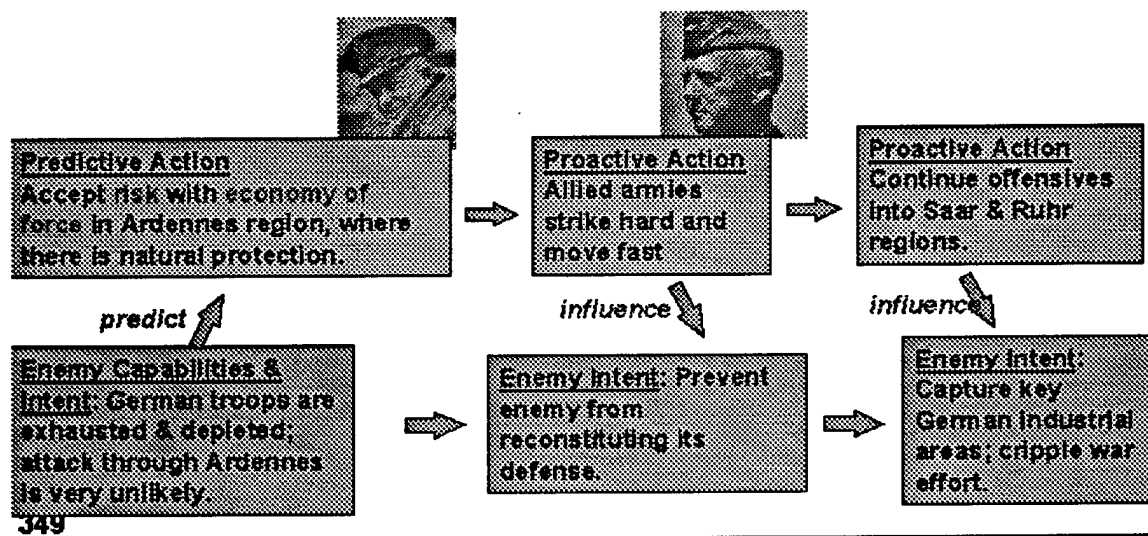 Predictive Action
Accept risk with economy of
force in Ardennes region, where
there is natural protection.
Proactive Action
Allied armies
strike hard and
move fast
Proactive Action
Continue offensives
into Saar & Ruhr
regions.
predict
influence
influence
Enemy Capabilities &
Intent: German troops are
exhausted & depleted;
attack through Ardennes
is very unlikely.
Enemy Intent: Prevent
enemy from
reconstituting its
defense.
Enemy Intent:
Capture key
German industrial
areas; cripple war
effort.
349